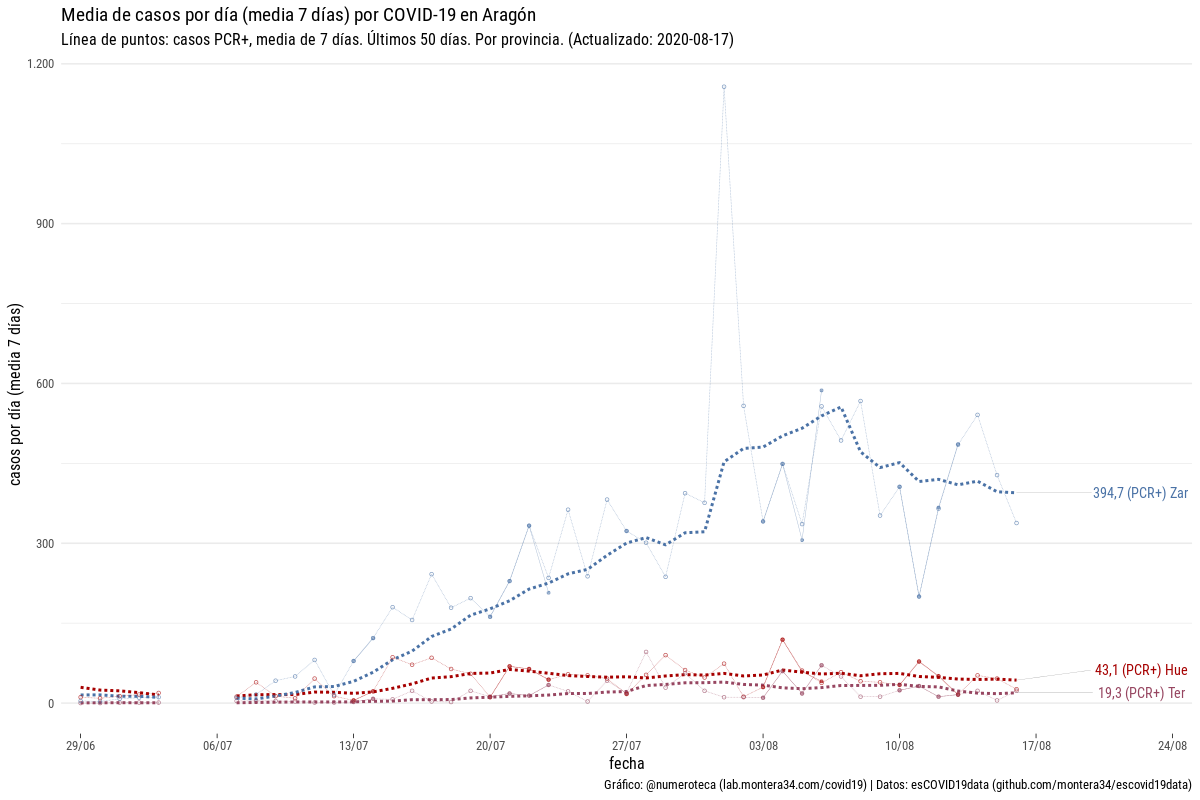 Media de casos por día (media 7 días) por COVID-19 en Aragón
Línea de puntos: casos PCR+, media de 7 días. Últimos 50 días. Por provincia. (Actualizado: 2020-08-17)
casos por día (media 7 días)
1.200
900
600
300
0
394,7 (PCR+) Zar
43,1 (PCR+) Hue
19,3 (PCR+) Ter
29/06 06/07 13/07 20/07 27/07 03/08 10/08 17/08 24/08
fecha
Gráfico: @numeroteca (lab.montera34.com/covid19) | Datos: esCOVID19data (github.com/montera34/escovid19data)